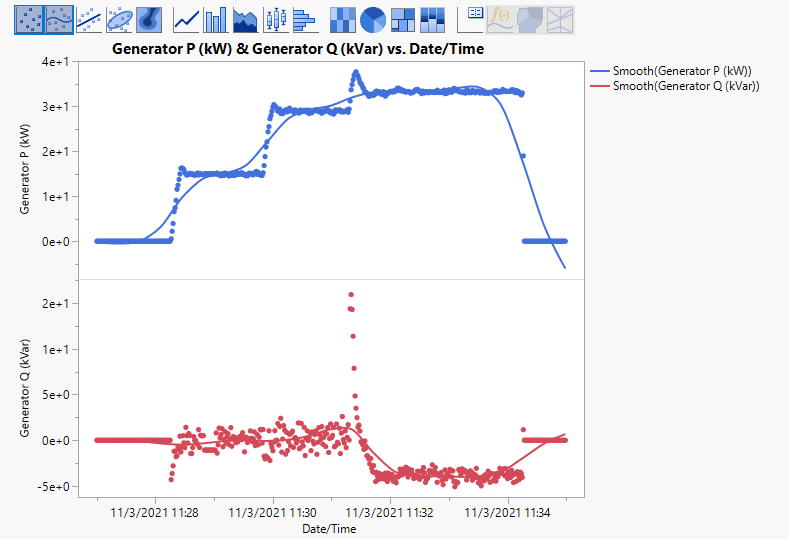 Generator P (kW) & Generator Q (kVar) vs. Date/Time
Smooth(Generator P (kW))
Smooth(Generator Q (kVar))
Generator P (kW)
4e+1
3e+1
2e+1
1e+1
0e+0
Generator Q (kVar)
2e+1
1e+1
5e+0
0e+0
-5e+0
11/3/2021 11:28 11/3/2021 11:30 11/3/2021 11:32 11/3/2021 11:34
Date/Time